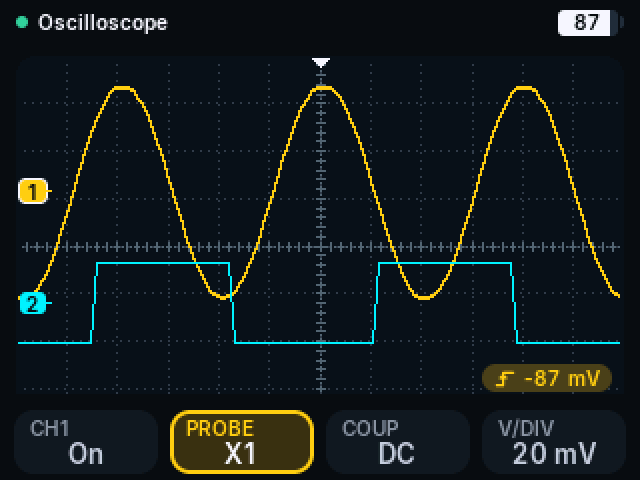 Oscilloscope
87
1
2
-87 mV
CH1
On
PROBE
X1
COUP
DC
V/DIV
20 mV